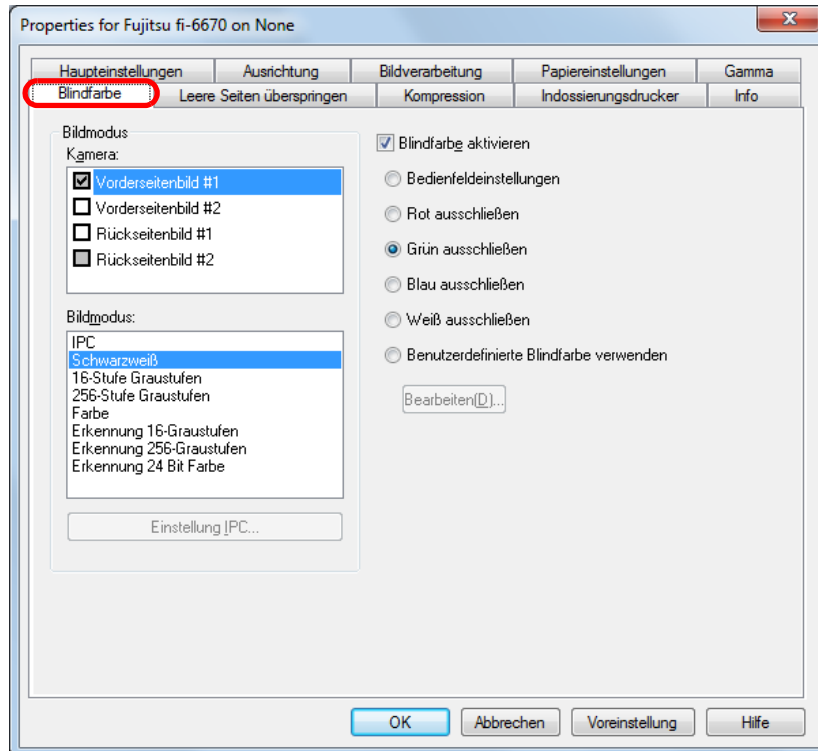 Properties for Fujitsu fi-6670 on None
Haupteinstellungen
Ausrichtung
Bildverarbeitung
Papiereinstellungen
Gamma
Blindfarbe
Leere Seiten überspringen
Kompression
Indossierungsdrucker
Info
Bildmodus
Kamera:
Vorderseitenbild #1
Vorderseitenbild #2
Rückseitenbild #1
Rückseitenbild #2
Bildmodus:
IPC
Schwarzweiß
16-Stufe Graustufen
256-Stufe Graustufen
Farbe
Erkennung 16-Graustufen
Erkennung 256-Graustufen
Erkennung 24 Bit Farbe
Einstellung IPC...
Blindfarbe aktivieren
Bedienfeldeinstellungen
Rot ausschließen
Grün ausschließen
Blau ausschließen
Weiß ausschließen
Benutzerdefinierte Blindfarbe verwenden
Bearbeiten(D)...
OK
Abbrechen
Voreinstellung
Hilfe